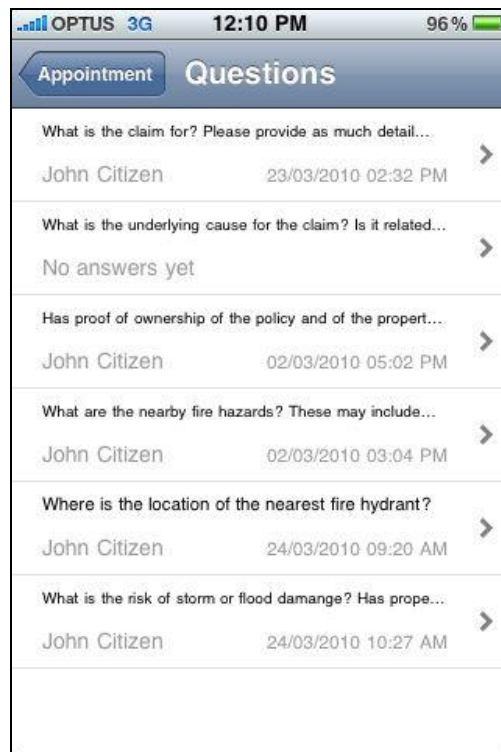 OPTUS 3G 12:10 PM 96%
Appointment Questions
What is the claim for? Please provide as much detail...
John Citizen 23/03/2010 02:32 PM
What is the underlying cause for the claim? Is it related...
No answers yet
Has proof of ownership of the policy and of the propert...
John Citizen 02/03/2010 05:02 PM
What are the nearby fire hazards? These may include...
John Citizen 02/03/2010 03:04 PM
Where is the location of the nearest fire hydrant?
John Citizen 24/03/2010 09:20 AM
What is the risk of storm or flood damange? Has prope...
John Citizen 24/03/2010 10:27 AM